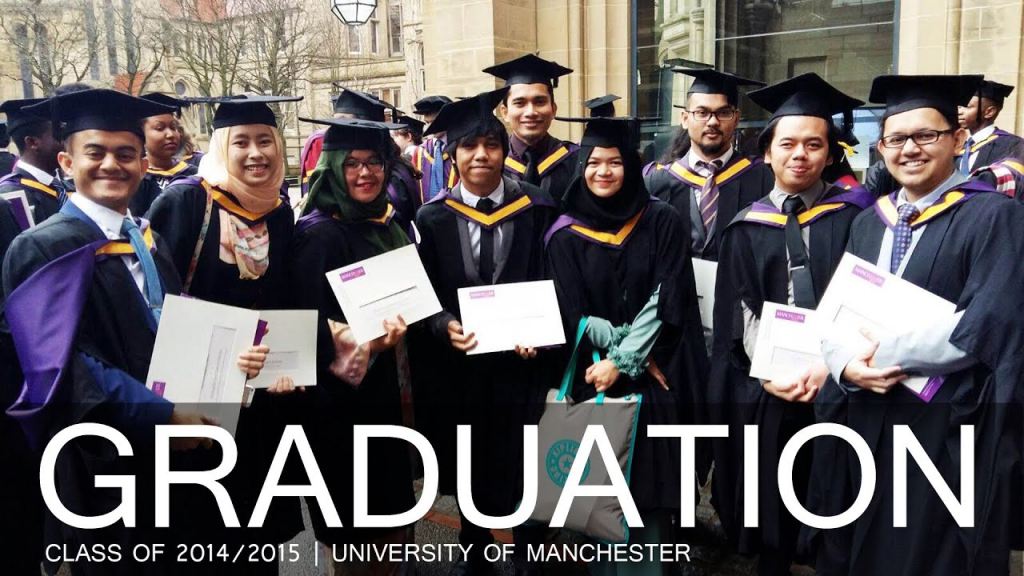 GRADUATION
CLASS OF 2014/2015 | UNIVERSITY OF MANCHESTER